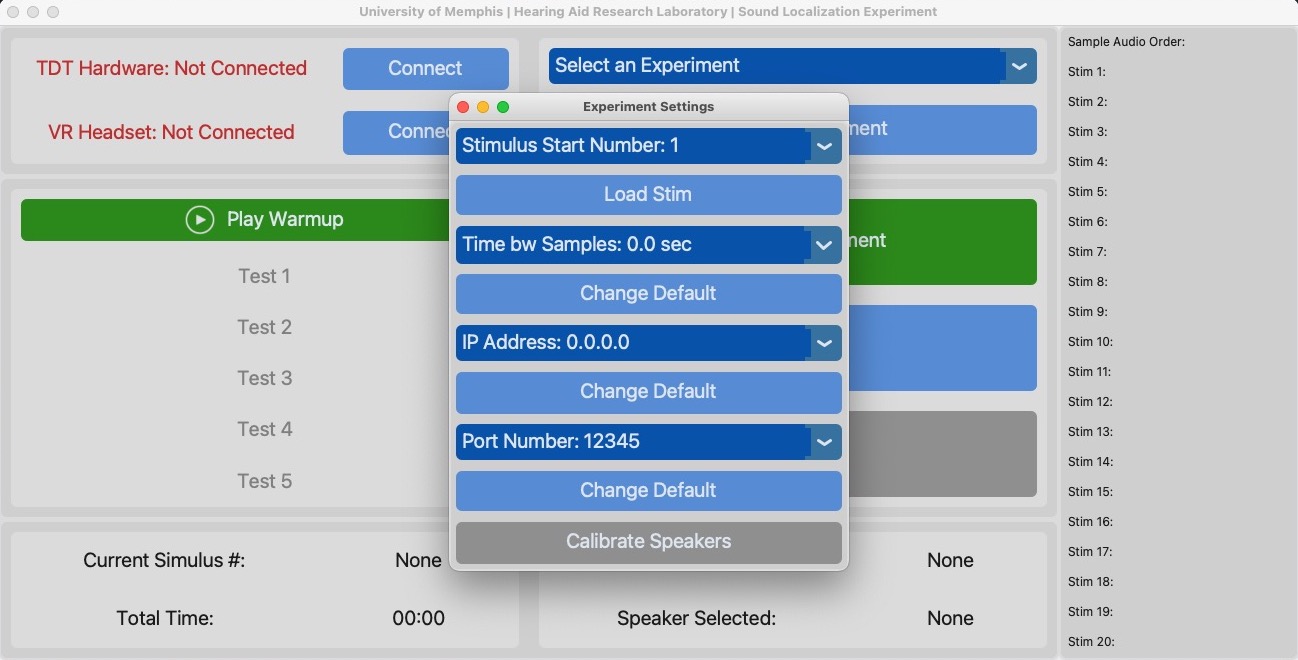 University of Memphis | Hearing Aid Research Laboratory | Sound Localization Experiment
TDT Hardware: Not Connected
Connect
VR Headset: Not Connected
Select an Experiment
Experiment Settings
Stimulus Start Number: 1
Load Stim
Time bw Samples: 0.0 sec
Change Default
IP Address: 0.0.0.0
Change Default
Port Number: 12345
Change Default
Calibrate Speakers
Play Warmup
Test 1
Test 2
Test 3
Test 4
Test 5
Current Simulus #:
None
Total Time:
00:00
None
Speaker Selected:
None
Sample Audio Order:
Stim 1:
Stim 2:
Stim 3:
Stim 4:
Stim 5:
Stim 6:
Stim 7:
Stim 8:
Stim 9:
Stim 10:
Stim 11:
Stim 12:
Stim 13:
Stim 14:
Stim 15:
Stim 16:
Stim 17:
Stim 18:
Stim 19:
Stim 20: